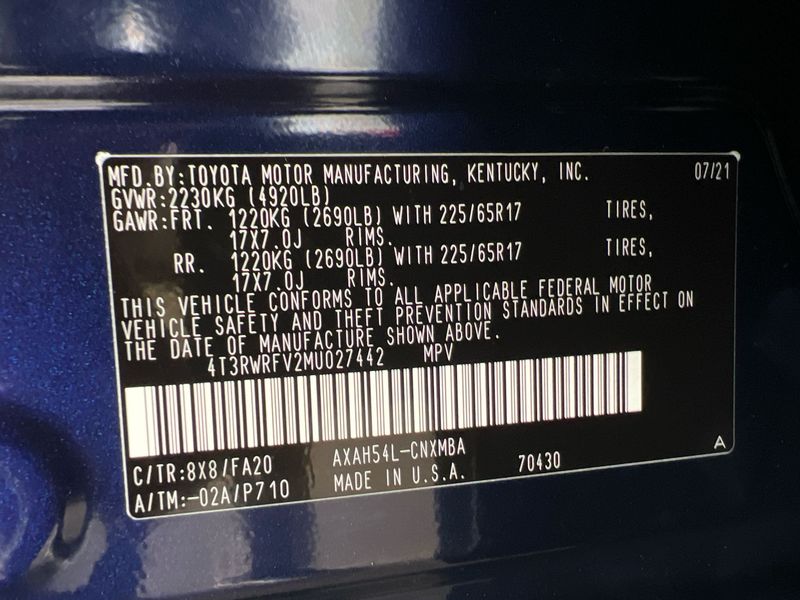 MFD.BY:TOYOTA MOTOR MANUFACTURING, KENTUCKY, INC. 07/21
GVWR:2230KG (4920LB)
GAWR:FRT. 1220KG (2690LB) WITH 225/65R17 TIRES,
17X7.0J RIMS.
RR. 1220KG (2690LB) WITH 225/65R17 TIRES,
17X7.0J RIMS.
THIS VEHICLE CONFORMS TO ALL APPLICABLE FEDERAL MOTOR
VEHICLE SAFETY AND THEFT PREVENTION STANDARDS IN EFFECT ON
THE DATE OF MANUFACTURE SHOWN ABOVE.
4T3RWRFV2MU027442 MPV
C/TR:8X8/FA20 AXAH54L-CNXMBA A
A/TM:-02A/P710 MADE IN U.S.A. 70430